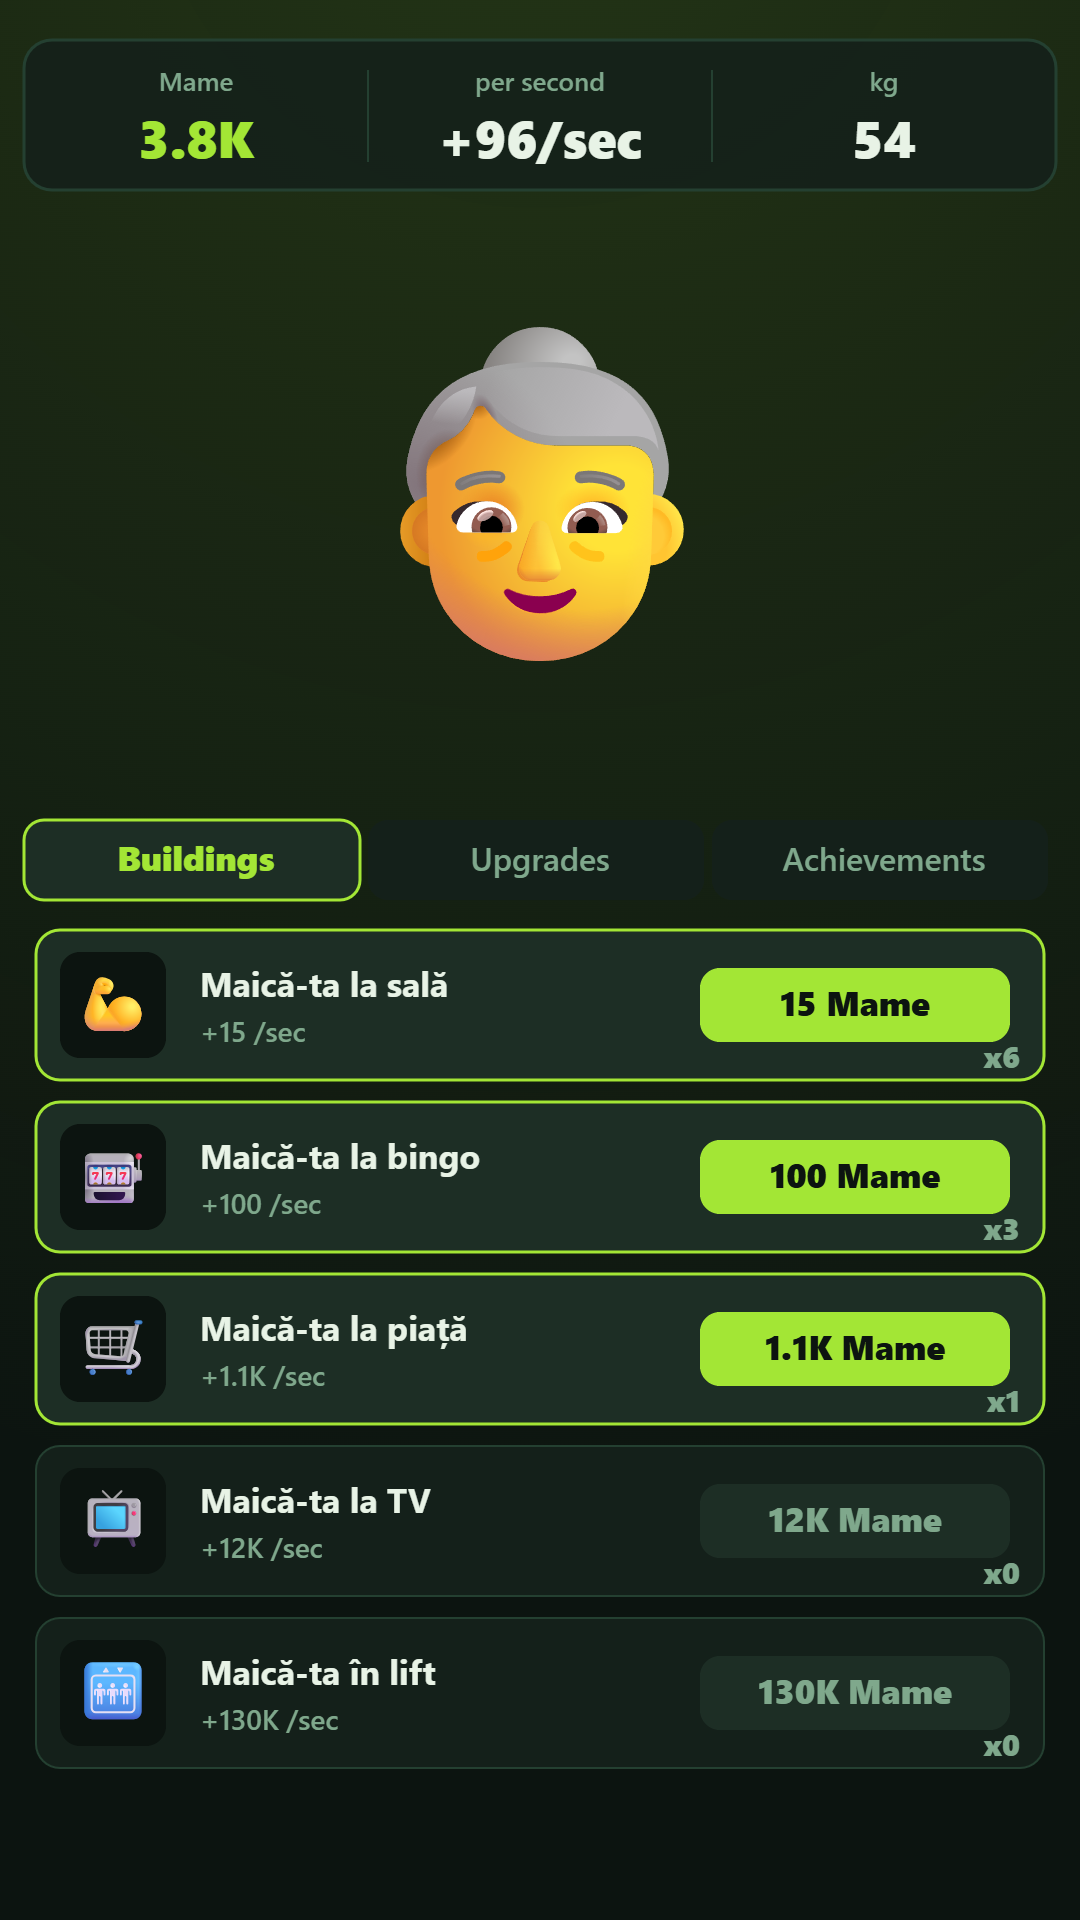 Mame
3.8K
per second
+96/sec
kg
54
Buildings
Upgrades
Achievements
Maică-ta la sală
+15 /sec
15 Mame
x6
Maică-ta la bingo
+100 /sec
100 Mame
x3
777
Maică-ta la piață
+1.1K /sec
1.1K Mame
x1
Maică-ta la TV
+12K /sec
12K Mame
x0
Maică-ta în lift
+130K /sec
130K Mame
x0